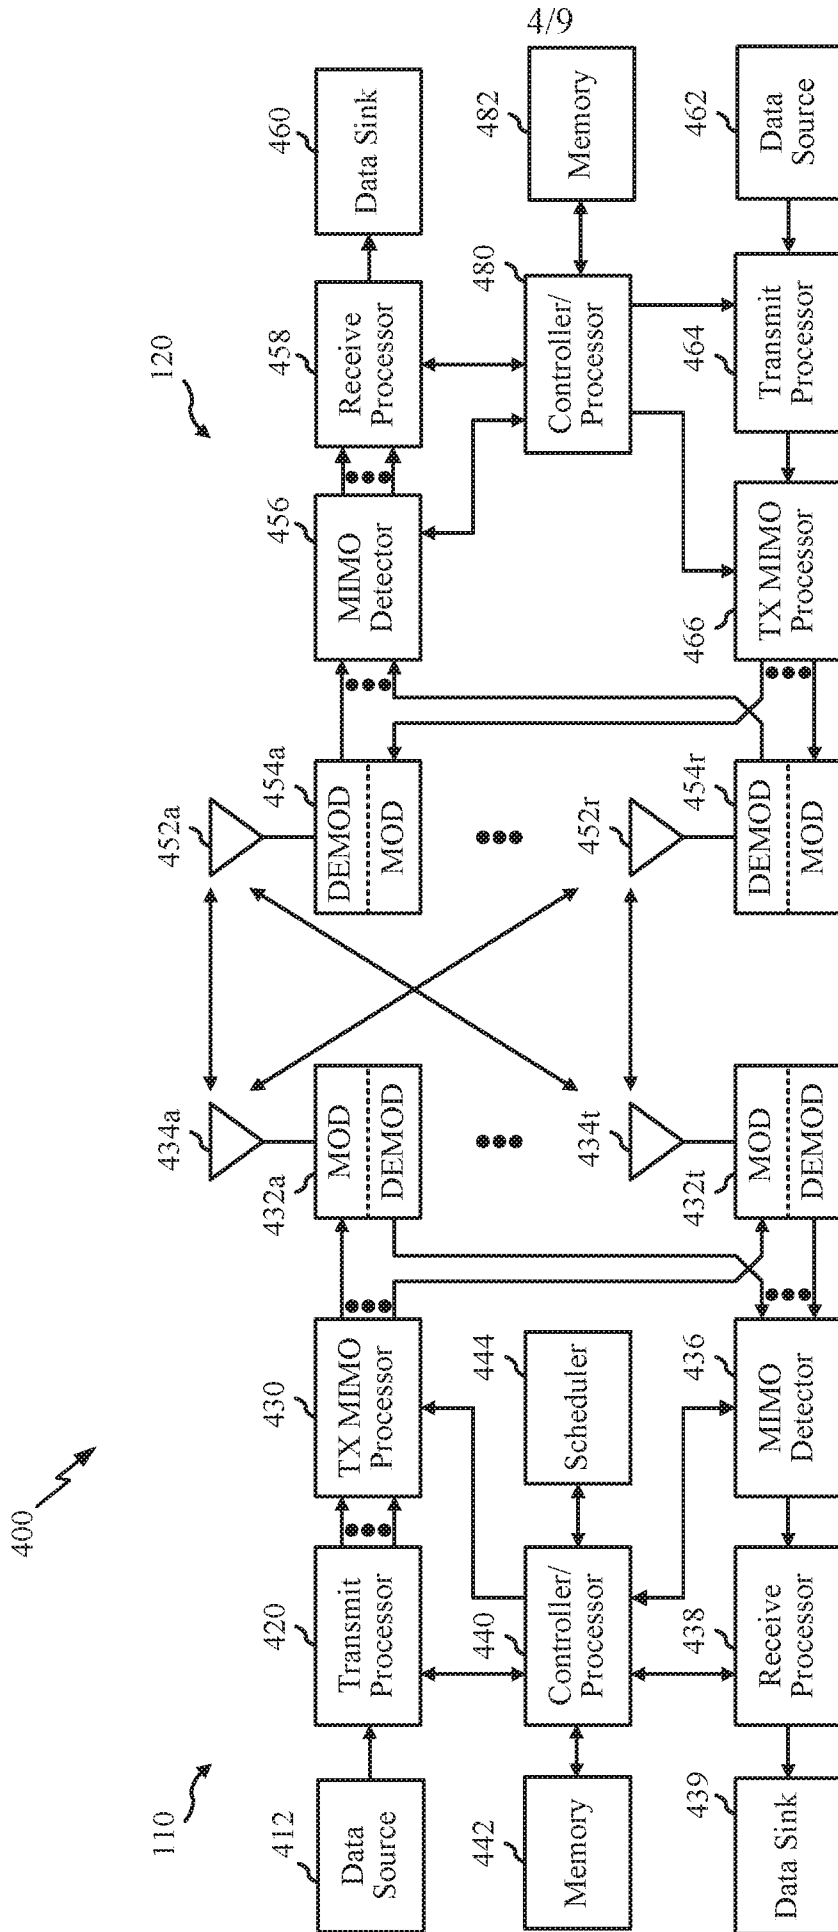 4/9
400
110
120
412
Data
Source
420
Transmit
Processor
430
TX MIMO
Processor
432a
MOD
DEMOD
434a
452a
454a
DEMOD
MOD
456
MIMO
Detector
458
Receive
Processor
460
Data Sink
442
Memory
440
Controller/
Processor
444
Scheduler
480
Controller/
Processor
482
Memory
439
Data Sink
438
Receive
Processor
436
MIMO
Detector
432t
MOD
DEMOD
434t
452r
454r
DEMOD
MOD
466
TX MIMO
Processor
464
Transmit
Processor
462
Data
Source